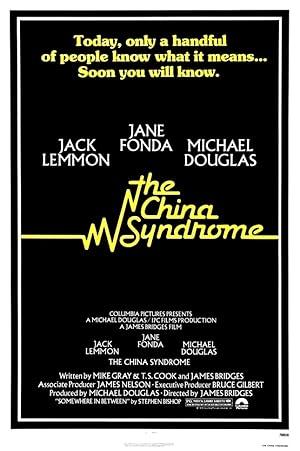 Today, only a handful
of people know what it means...
Soon you will know.
JACK LEMMON JANE FONDA MICHAEL DOUGLAS
the
China
Syndrome
COLUMBIA PICTURES PRESENTS
A MICHAEL DOUGLAS / IPC FILMS PRODUCTION
A JAMES BRIDGES FILM
JACK LEMMON JANE FONDA MICHAEL DOUGLAS
THE CHINA SYNDROME
Written by MIKE GRAY & T.S. COOK and JAMES BRIDGES
Associate Producer JAMES NELSON · Executive Producer BRUCE GILBERT
Produced by MICHAEL DOUGLAS · Directed by JAMES BRIDGES
"SOMEWHERE IN BETWEEN" by STEPHEN BISHOP
PG